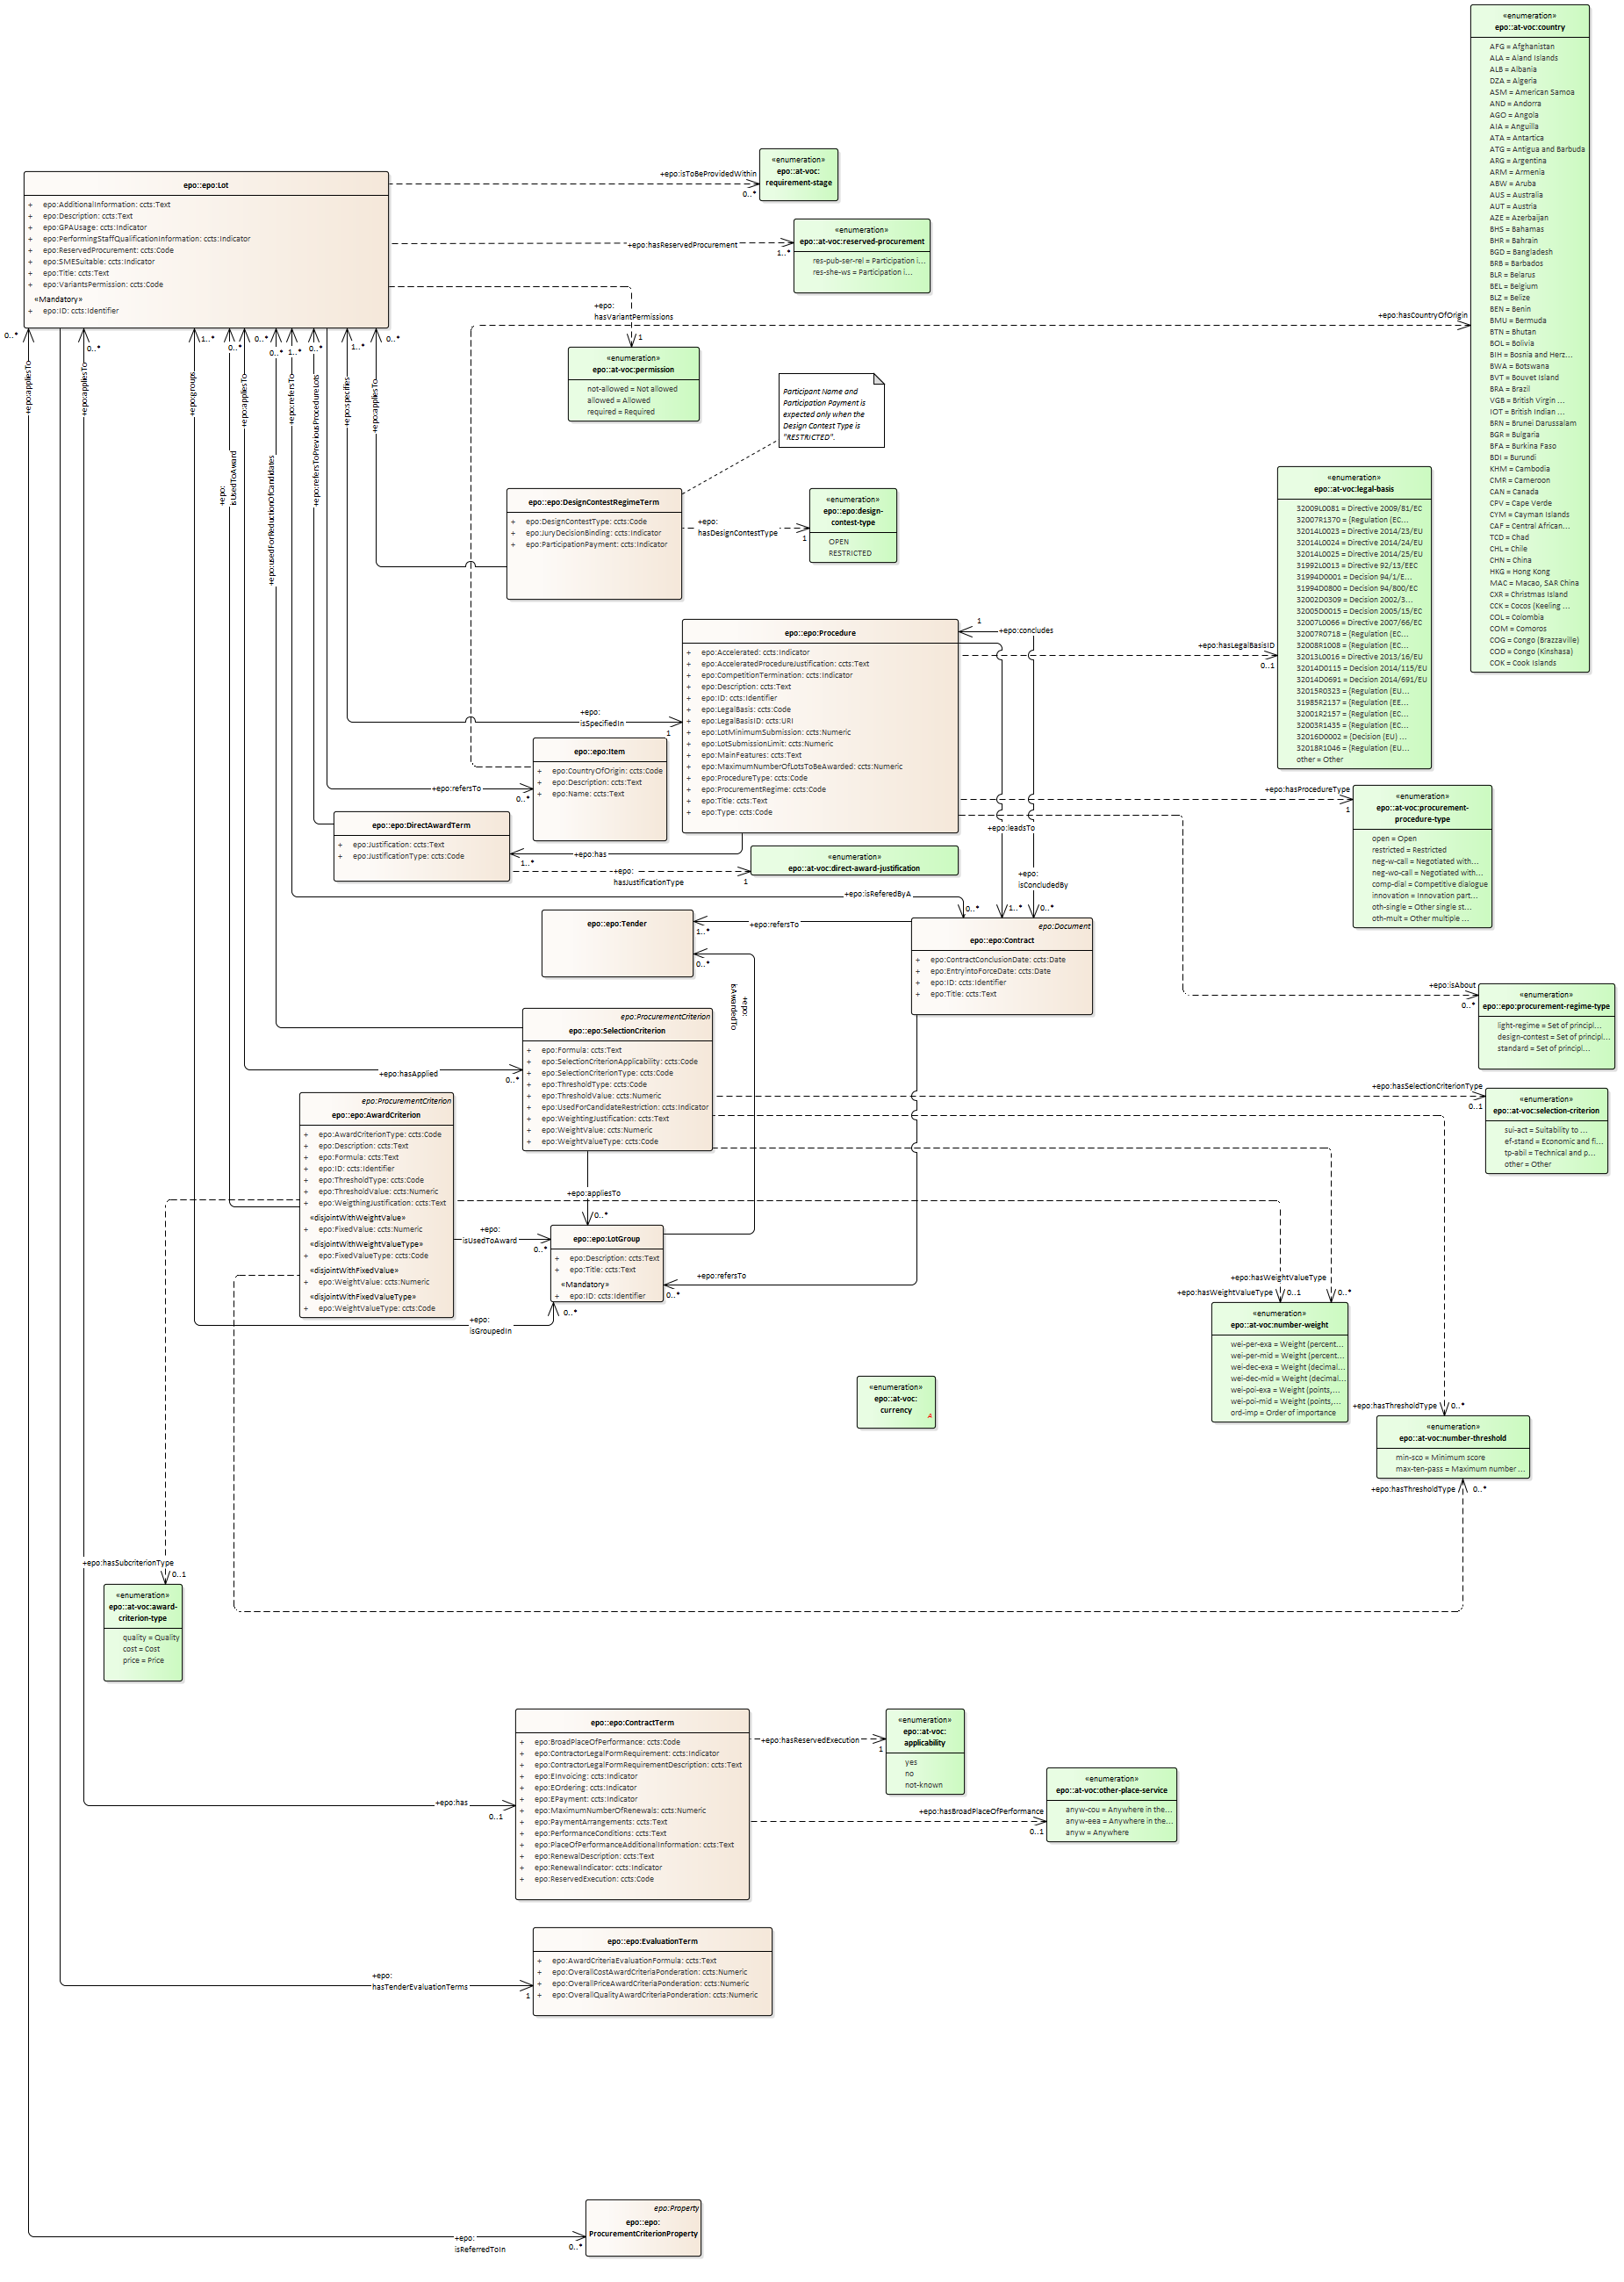 «enumeration»
epo::at-voc:country
AFG = Afghanistan
ALA = Aland Islands
ALB = Albania
DZA = Algeria
ASM = American Samoa
AND = Andorra
AGO = Angola
AIA = Anguilla
ATA = Antartica
ATG = Antigua and Barbuda
ARG = Argentina
ARM = Armenia
ABW = Aruba
AUS = Australia
AUT = Austria
AZE = Azerbaijan
BHS = Bahamas
BHR = Bahrain
BGD = Bangladesh
BRB = Barbados
BLR = Belarus
BEL = Belgium
BLZ = Belize
BEN = Benin
BMU = Bermuda
BTN = Bhutan
BOL = Bolivia
BIH = Bosnia and Herz...
BWA = Botswana
BVT = Bouvet Island
BRA = Brazil
VGB = British Virgin ...
IOT = British Indian ...
BRN = Brunei Darussalam
BGR = Bulgaria
BFA = Burkina Faso
BDI = Burundi
KHM = Cambodia
CMR = Cameroon
CAN = Canada
CPV = Cape Verde
CYM = Cayman Islands
CAF = Central African...
TCD = Chad
CHL = Chile
CHN = China
HKG = Hong Kong
MAC = Macao, SAR China
CXR = Christmas Island
CCK = Cocos (Keeling ...
COL = Colombia
COM = Comoros
COG = Congo (Brazzaville)
COD = Congo (Kinshasa)
COK = Cook Islands
epo::epo:Lot
+ epo:AdditionalInformation: ccts:Text
+ epo:Description: ccts:Text
+ epo:GPAUsage: ccts:Indicator
+ epo:PerformingStaffQualificationInformation: ccts:Indicator
+ epo:ReservedProcurement: ccts:Code
+ epo:SMESuitable: ccts:Indicator
+ epo:Title: ccts:Text
+ epo:VariantsPermission: ccts:Code
«Mandatory»
+ epo:ID: ccts:Identifier
+epo:isToBeProvidedWithin
0..*
«enumeration»
epo::at-voc:
requirement-stage
+epo:hasReservedProcurement
1..*
«enumeration»
epo::at-voc:reserved-procurement
res-pub-ser-rel = Participation i...
res-she-ws = Participation i...
+epo:
hasVariantPermissions
1
«enumeration»
epo::at-voc:permission
not-allowed = Not allowed
allowed = Allowed
required = Required
+epo:hasCountryOfOrigin
0..*
+epo:appliesTo
0..*
+epo:appliesTo
1..*
+epo:groups
0..*
+epo:
isUsedToAward
0..*
+epo:appliesTo
0..*
+epo:usedForReductionOfCandidates
1..*
+epo:refersTo
0..*
+epo:refersToPreviousProcedureLots
1..*
+epo:specifies
0..*
+epo:appliesTo
Participant Name and
Participation Payment is
expected only when the
Design Contest Type is
"RESTRICTED".
epo::epo:DesignContestRegimeTerm
+ epo:DesignContestType: ccts:Code
+ epo:JuryDecisionBinding: ccts:Indicator
+ epo:ParticipationPayment: ccts:Indicator
+epo:
hasDesignContestType
1
«enumeration»
epo::epo:design-
contest-type
OPEN
RESTRICTED
«enumeration»
epo::at-voc:legal-basis
32009L0081 = Directive 2009/81/EC
32007R1370 = (Regulation (EC...
32014L0023 = Directive 2014/23/EU
32014L0024 = Directive 2014/24/EU
32014L0025 = Directive 2014/25/EU
31992L0013 = Directive 92/13/EEC
31994D0001 = Decision 94/1/E...
31994D0800 = Decision 94/800/EC
32002D0309 = Decision 2002/3...
32005D0015 = Decision 2005/15/EC
32007L0066 = Directive 2007/66/EC
32007R0718 = (Regulation (EC...
32008R1008 = (Regulation (EC...
32013L0016 = Directive 2013/16/EU
32014D0115 = Decision 2014/115/EU
32014D0691 = Decision 2014/691/EU
32015R0323 = (Regulation (EU...
31985R2137 = (Regulation (EE...
32001R2157 = (Regulation (EC...
32003R1435 = (Regulation (EC...
32016D0002 = (Decision (EU) ...
32018R1046 = (Regulation (EU...
other = Other
epo::epo:Procedure
+ epo:Accelerated: ccts:Indicator
+ epo:AcceleratedProcedureJustification: ccts:Text
+ epo:CompetitionTermination: ccts:Indicator
+ epo:Description: ccts:Text
+ epo:ID: ccts:Identifier
+ epo:LegalBasis: ccts:Code
+ epo:LegalBasisID: ccts:URI
+ epo:LotMinimumSubmission: ccts:Numeric
+ epo:LotSubmissionLimit: ccts:Numeric
+ epo:MainFeatures: ccts:Text
+ epo:MaximumNumberOfLotsToBeAwarded: ccts:Numeric
+ epo:ProcedureType: ccts:Code
+ epo:ProcurementRegime: ccts:Code
+ epo:Title: ccts:Text
+ epo:Type: ccts:Code
1
+epo:concludes
+epo:hasLegalBasisID
0..1
+epo:
isSpecifiedIn
1
epo::epo:Item
+ epo:CountryOfOrigin: ccts:Code
+ epo:Description: ccts:Text
+ epo:Name: ccts:Text
+epo:refersTo
0..*
epo::epo:DirectAwardTerm
+ epo:Justification: ccts:Text
+ epo:JustificationType: ccts:Code
+epo:has
1..*
+epo:
hasJustificationType
1
«enumeration»
epo::at-voc:direct-award-justification
+epo:hasProcedureType
1
«enumeration»
epo::at-voc:procurement-
procedure-type
open = Open
restricted = Restricted
neg-w-call = Negotiated with...
neg-wo-call = Negotiated with...
comp-dial = Competitive dialogue
innovation = Innovation part...
oth-single = Other single st...
oth-mult = Other multiple ...
+epo:leadsTo
1..*
+epo:
isConcludedBy
0..*
+epo:isReferedByA
0..*
epo::epo:Tender
+epo:refersTo
1..*
0..*
+epo:
isAwardedTo
epo:Document
epo::epo:Contract
+ epo:ContractConclusionDate: ccts:Date
+ epo:EntryintoForceDate: ccts:Date
+ epo:ID: ccts:Identifier
+ epo:Title: ccts:Text
+epo:isAbout
0..*
«enumeration»
epo::epo:procurement-regime-type
light-regime = Set of principl...
design-contest = Set of principl...
standard = Set of principl...
epo:ProcurementCriterion
epo::epo:SelectionCriterion
+ epo:Formula: ccts:Text
+ epo:SelectionCriterionApplicability: ccts:Code
+ epo:SelectionCriterionType: ccts:Code
+ epo:ThresholdType: ccts:Code
+ epo:ThresholdValue: ccts:Numeric
+ epo:UsedForCandidateRestriction: ccts:Indicator
+ epo:WeightingJustification: ccts:Text
+ epo:WeightValue: ccts:Numeric
+ epo:WeightValueType: ccts:Code
+epo:hasApplied
0..*
+epo:hasSelectionCriterionType
0..1
«enumeration»
epo::at-voc:selection-criterion
sui-act = Suitability to ...
ef-stand = Economic and fi...
tp-abil = Technical and p...
other = Other
epo:ProcurementCriterion
epo::epo:AwardCriterion
+ epo:AwardCriterionType: ccts:Code
+ epo:Description: ccts:Text
+ epo:Formula: ccts:Text
+ epo:ID: ccts:Identifier
+ epo:ThresholdType: ccts:Code
+ epo:ThresholdValue: ccts:Numeric
+ epo:WeigthingJustification: ccts:Text
«disjointWithWeightValue»
+ epo:FixedValue: ccts:Numeric
«disjointWithWeightValueType»
+ epo:FixedValueType: ccts:Code
«disjointWithFixedValue»
+ epo:WeightValue: ccts:Numeric
«disjointWithFixedValueType»
+ epo:WeightValueType: ccts:Code
+epo:appliesTo
0..*
+epo:
isUsedToAward
0..*
epo::epo:LotGroup
+ epo:Description: ccts:Text
+ epo:Title: ccts:Text
«Mandatory»
+ epo:ID: ccts:Identifier
+epo:refersTo
0..*
+epo:
isGroupedIn
0..*
+epo:hasWeightValueType
+epo:hasWeightValueType
0..1
0..*
«enumeration»
epo::at-voc:number-weight
wei-per-exa = Weight (percent...
wei-per-mid = Weight (percent...
wei-dec-exa = Weight (decimal...
wei-dec-mid = Weight (decimal...
wei-poi-exa = Weight (points,...
wei-poi-mid = Weight (points,...
ord-imp = Order of importance
«enumeration»
epo::at-voc:
currency
A
+epo:hasThresholdType
0..*
«enumeration»
epo::at-voc:number-threshold
min-sco = Minimum score
max-ten-pass = Maximum number ...
+epo:hasThresholdType
0..*
+epo:hasSubcriterionType
0..1
«enumeration»
epo::at-voc:award-
criterion-type
quality = Quality
cost = Cost
price = Price
epo::epo:ContractTerm
+ epo:BroadPlaceOfPerformance: ccts:Code
+ epo:ContractorLegalFormRequirement: ccts:Indicator
+ epo:ContractorLegalFormRequirementDescription: ccts:Text
+ epo:EInvoicing: ccts:Indicator
+ epo:EOrdering: ccts:Indicator
+ epo:EPayment: ccts:Indicator
+ epo:MaximumNumberOfRenewals: ccts:Numeric
+ epo:PaymentArrangements: ccts:Text
+ epo:PerformanceConditions: ccts:Text
+ epo:PlaceOfPerformanceAdditionalInformation: ccts:Text
+ epo:RenewalDescription: ccts:Text
+ epo:RenewalIndicator: ccts:Indicator
+ epo:ReservedExecution: ccts:Code
+epo:has
0..1
+epo:hasReservedExecution
1
«enumeration»
epo::at-voc:
applicability
yes
no
not-known
+epo:hasBroadPlaceOfPerformance
0..1
«enumeration»
epo::at-voc:other-place-service
anyw-cou = Anywhere in the...
anyw-eea = Anywhere in the...
anyw = Anywhere
epo::epo:EvaluationTerm
+ epo:AwardCriteriaEvaluationFormula: ccts:Text
+ epo:OverallCostAwardCriteriaPonderation: ccts:Numeric
+ epo:OverallPriceAwardCriteriaPonderation: ccts:Numeric
+ epo:OverallQualityAwardCriteriaPonderation: ccts:Numeric
+epo:
hasTenderEvaluationTerms
1
epo:Property
epo::epo:
ProcurementCriterionProperty
+epo:
isReferredToIn
0..*